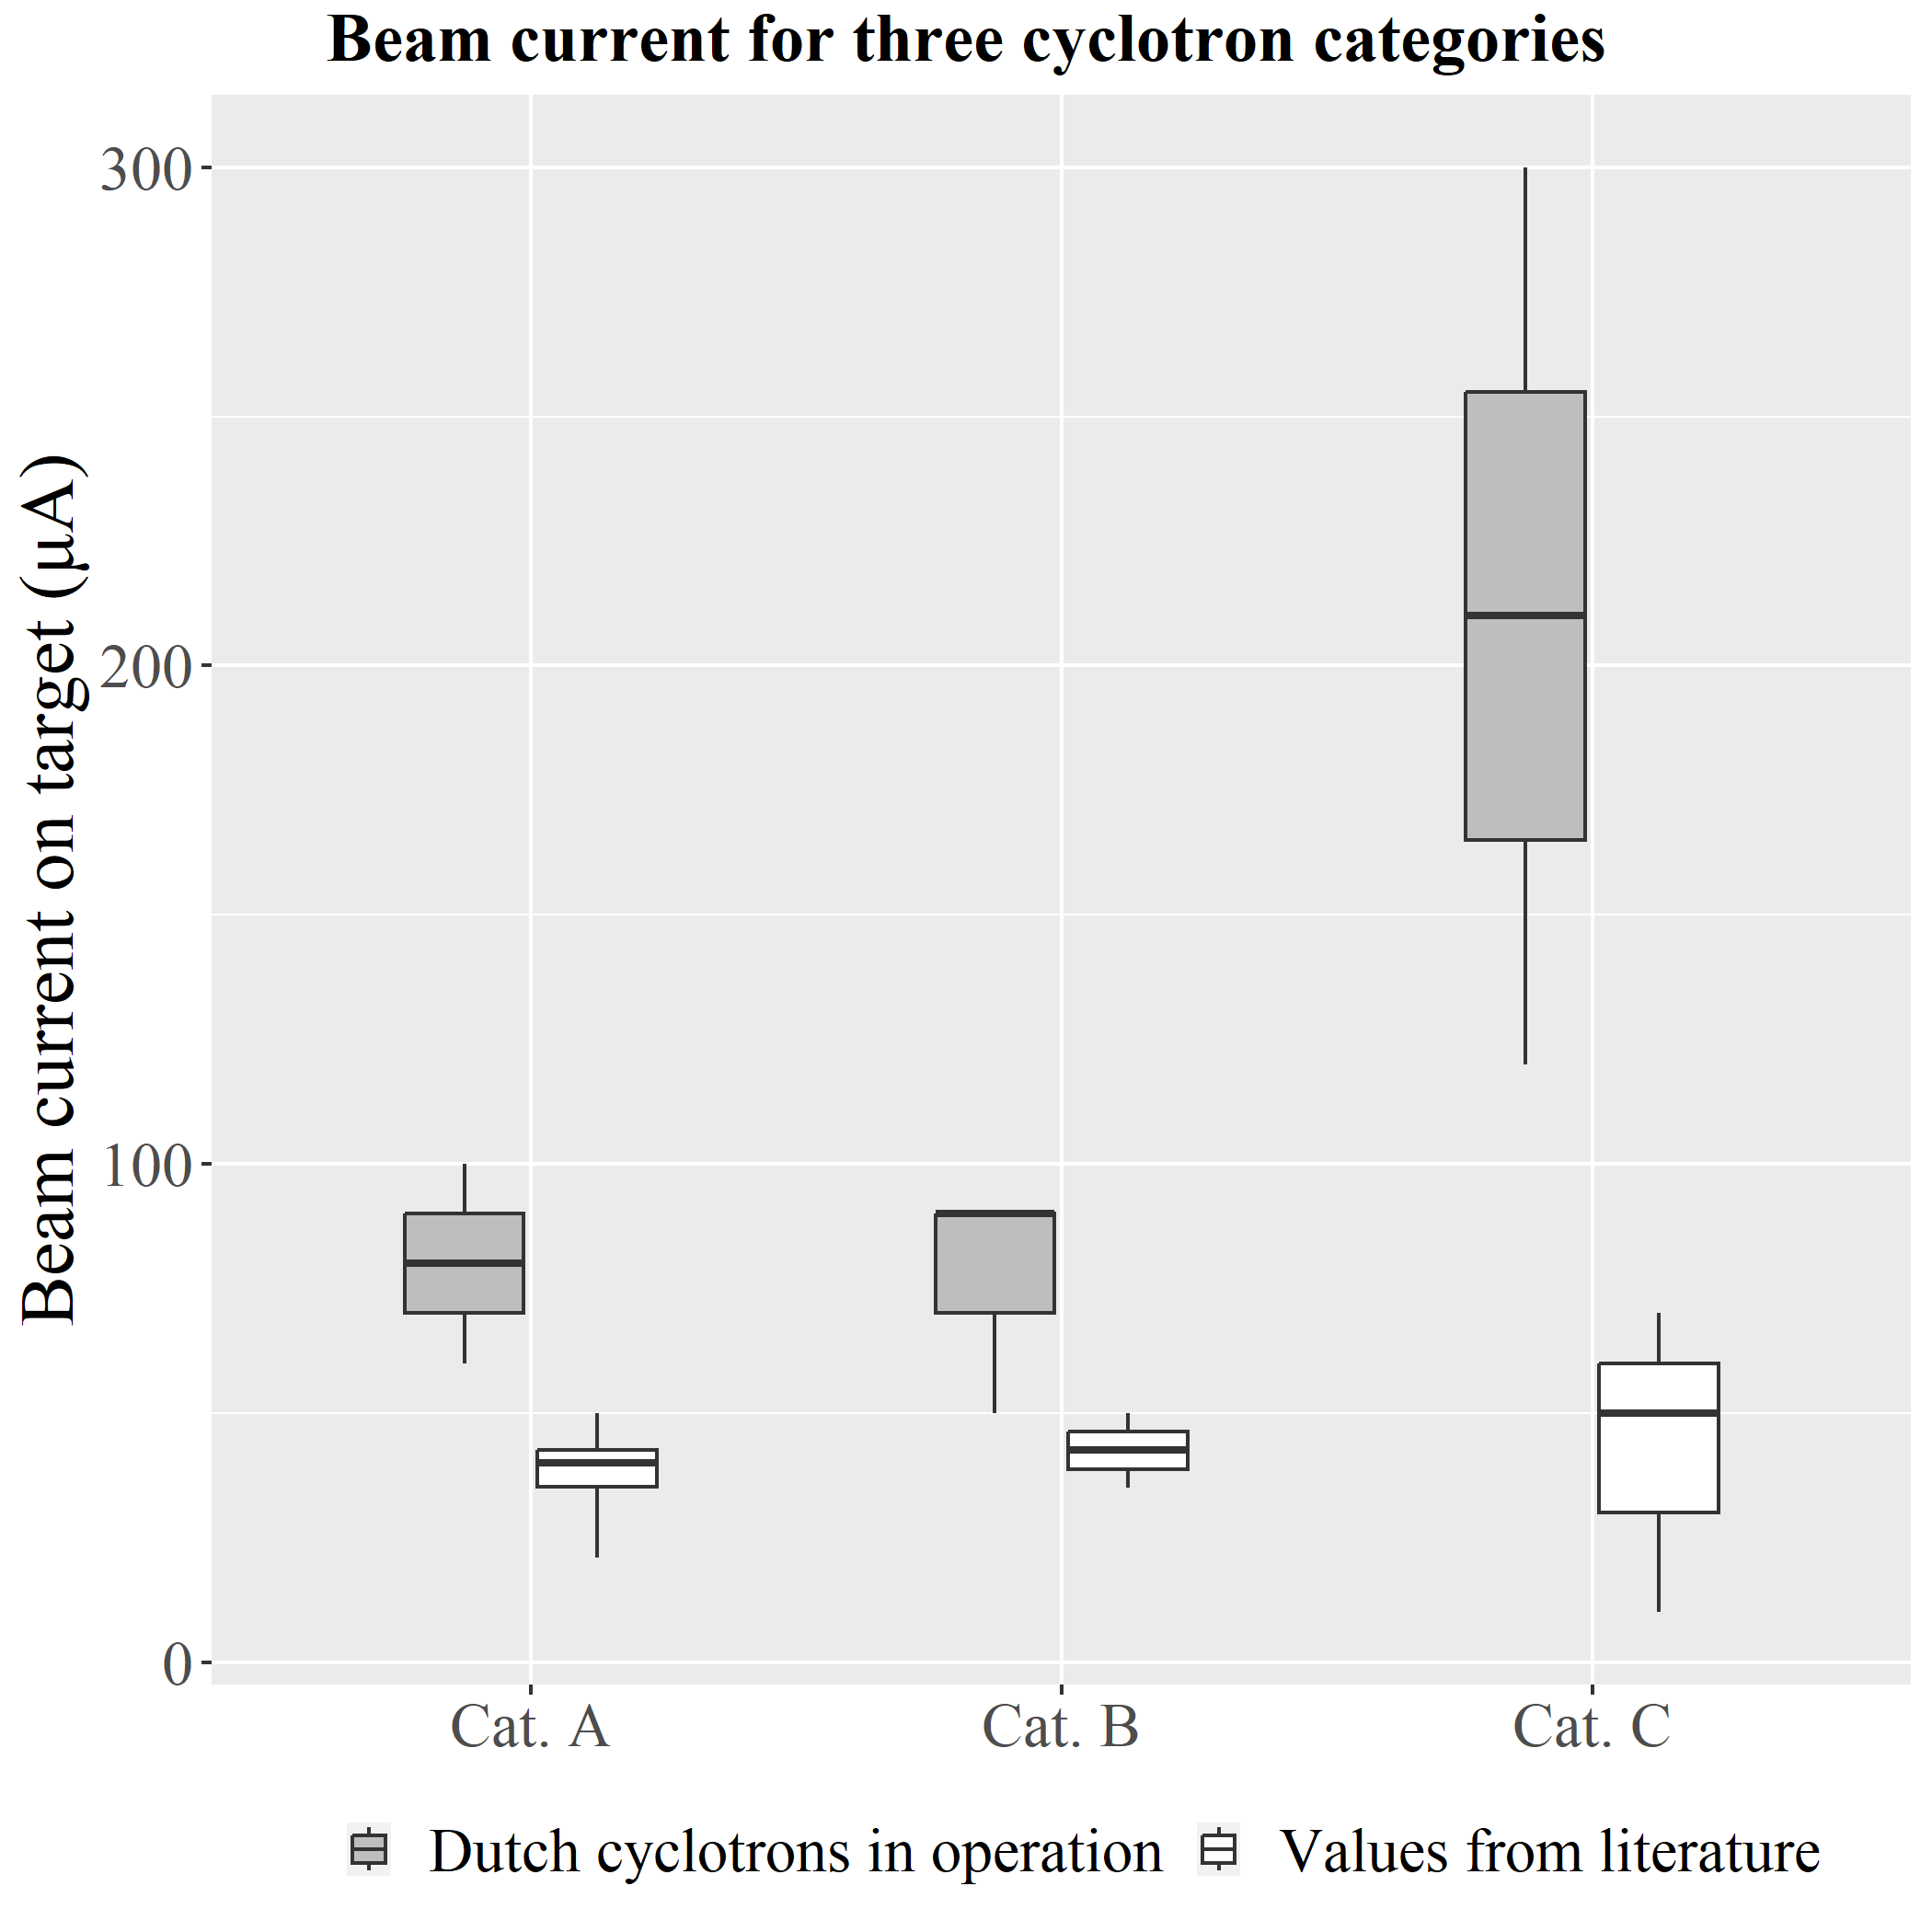 Beam current for three cyclotron categories
Beam current on target (μA)
300
200
100
0
Cat. A
Cat. B
Cat. C
Dutch cyclotrons in operation
Values from literature